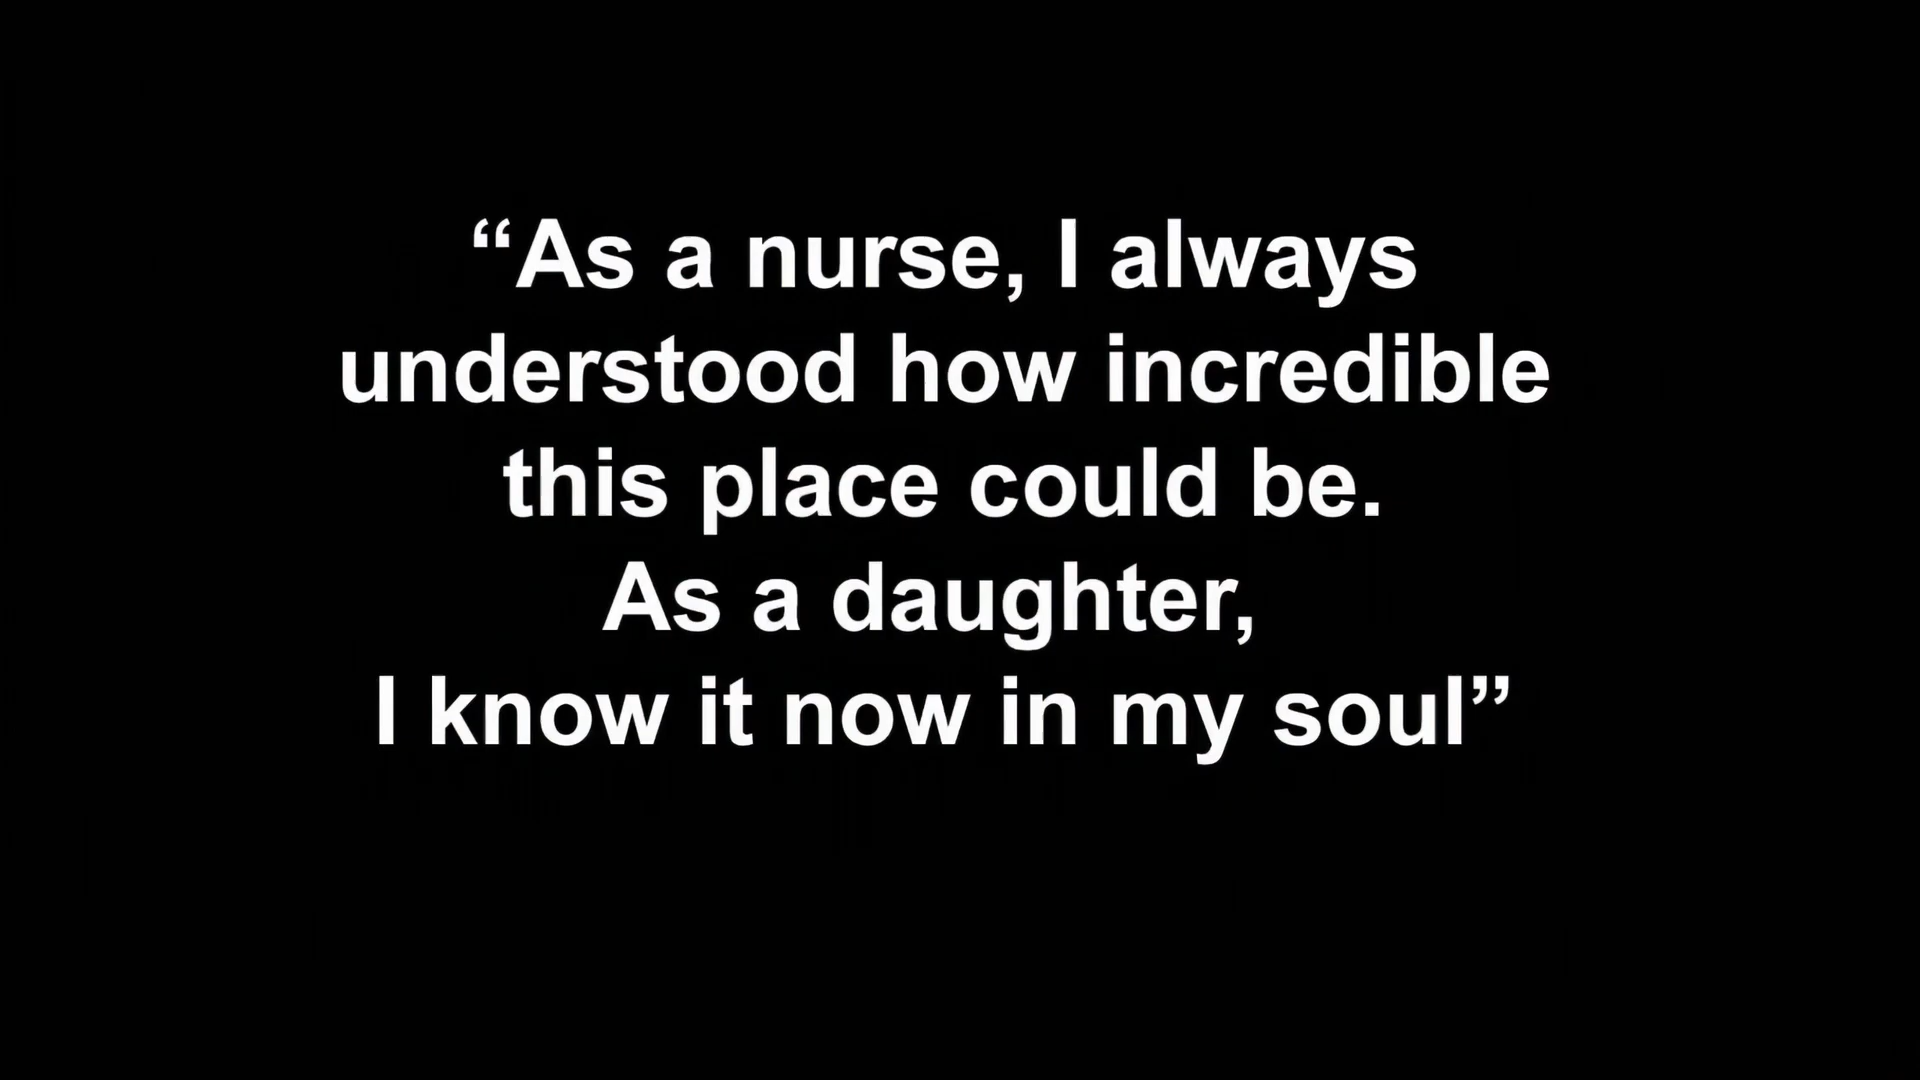 “As a nurse, I always
understood how incredible
this place could be.
As a daughter,
I know it now in my soul”